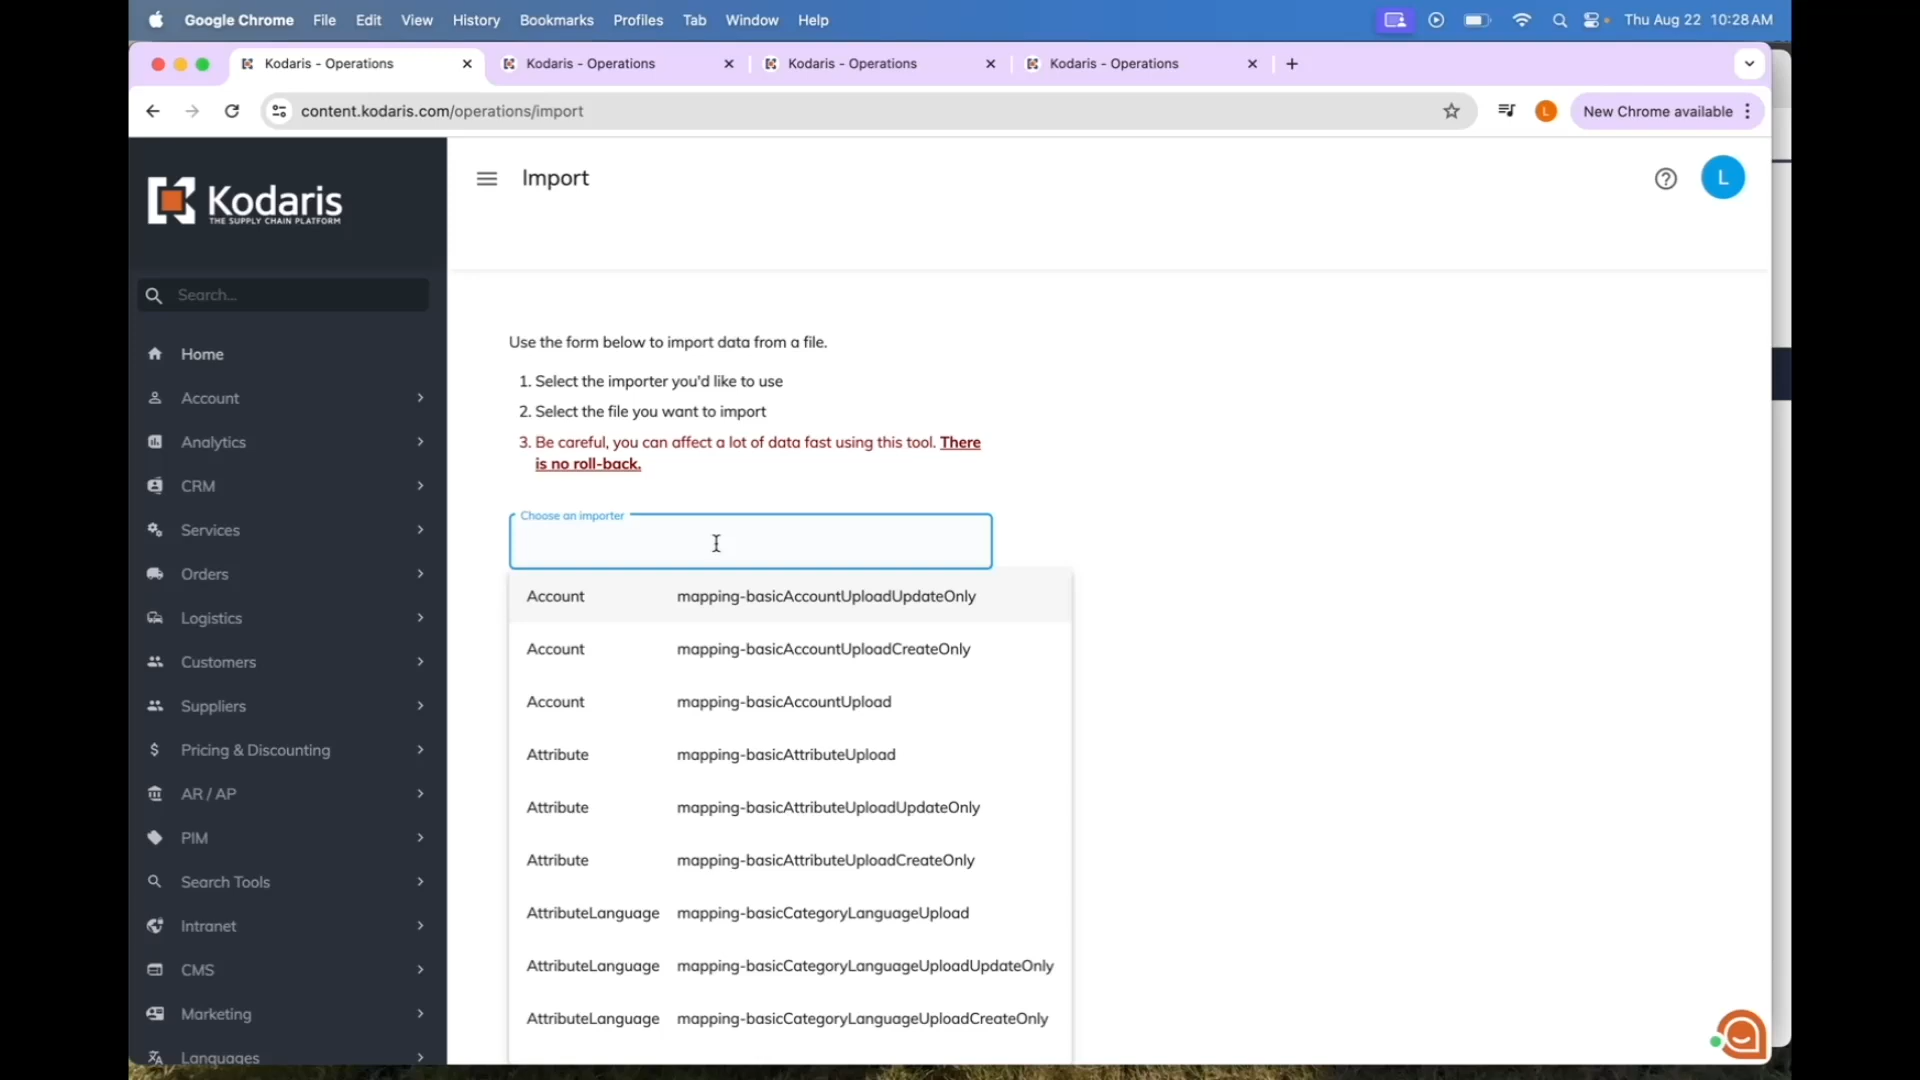 Google Chrome File Edit View History Bookmarks Profiles Tab Window Help Thu Aug 22 10:28 AM
Kodaris - Operations Kodaris - Operations Kodaris - Operations Kodaris - Operations
content.kodaris.com/operations/import L New Chrome available
Kodaris
THE SUPPLY CHAIN PLATFORM
Import
L
Search...
Home
Account
Analytics
CRM
Services
Orders
Logistics
Customers
Suppliers
Pricing & Discounting
AR / AP
PIM
Search Tools
Intranet
CMS
Marketing
Languages
Use the form below to import data from a file.
1. Select the importer you'd like to use
2. Select the file you want to import
3. Be careful, you can affect a lot of data fast using this tool. There
is no roll-back.
Choose an importer
Account mapping-basicAccountUploadUpdateOnly
Account mapping-basicAccountUploadCreateOnly
Account mapping-basicAccountUpload
Attribute mapping-basicAttributeUpload
Attribute mapping-basicAttributeUploadUpdateOnly
Attribute mapping-basicAttributeUploadCreateOnly
AttributeLanguage mapping-basicCategoryLanguageUpload
AttributeLanguage mapping-basicCategoryLanguageUploadUpdateOnly
AttributeLanguage mapping-basicCategoryLanguageUploadCreateOnly